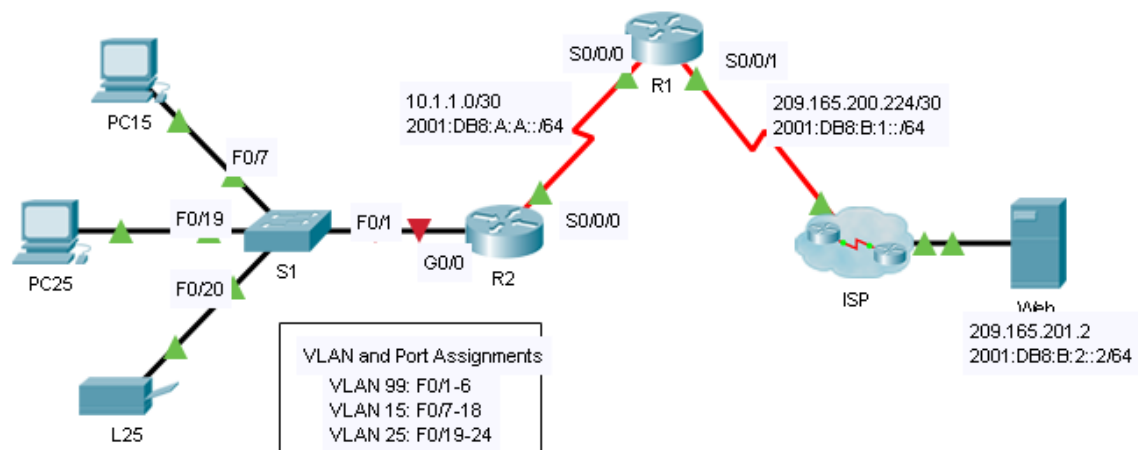 S0/0/0
R1
S0/0/1
PC15
10.1.1.0/30
2001:DB8:A:A::/64
209.165.200.224/30
2001:DB8:B:1::/64
F0/7
F0/19
F0/1
S0/0/0
PC25
S1
G0/0
R2
F0/20
ISP
Web
209.165.201.2
2001:DB8:B:2::2/64
L25
VLAN and Port Assignments
VLAN 99: F0/1-6
VLAN 15: F0/7-18
VLAN 25: F0/19-24